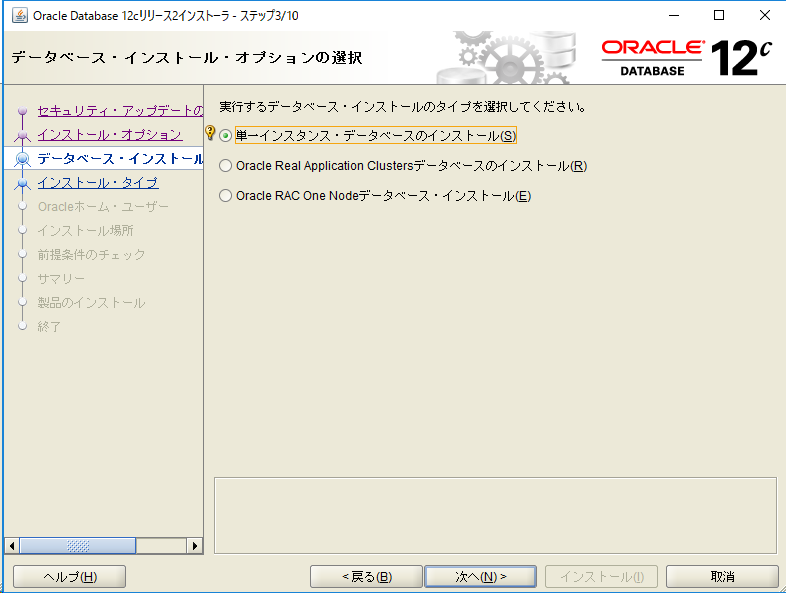 Oracle Database 12cリリース2インストーラ - ステップ3/10
データベース・インストール・オプションの選択
ORACLE®
DATABASE
12c
セキュリティ・アップデートの
インストール・オプション
データベース・インストール
インストール・タイプ
Oracleホーム・ユーザー
インストール場所
前提条件のチェック
サマリー
製品のインストール
終了
実行するデータベース・インストールのタイプを選択してください。
単一インスタンス・データベースのインストール(S)
Oracle Real Application Clustersデータベースのインストール(R)
Oracle RAC One Nodeデータベース・インストール(E)
ヘルプ(H)
< 戻る(B)
次へ(N) >
インストール(I)
取消